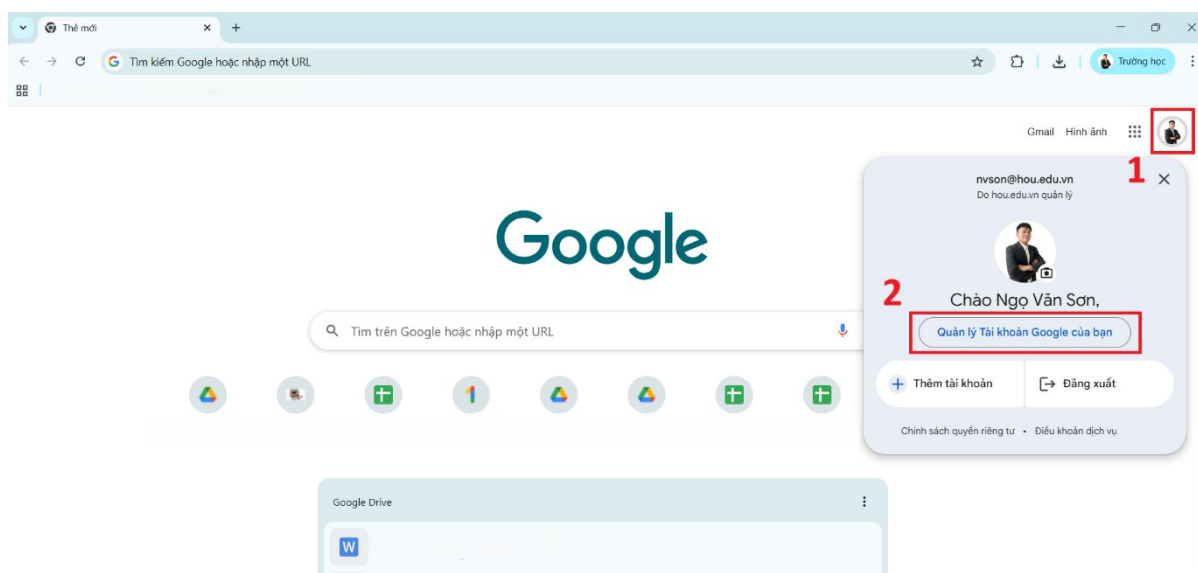 Thẻ mới
Tìm kiếm Google hoặc nhập một URL
Trường học
Gmail Hình ảnh
1
nvson@hou.edu.vn
Do hou.edu.vn quản lý
Google
2
Chào Ngọ Văn Sơn,
Quản lý Tài khoản Google của bạn
Tìm trên Google hoặc nhập một URL
Thêm tài khoản
Đăng xuất
1
Chính sách quyền riêng tư • Điều khoản dịch vụ
Google Drive
W